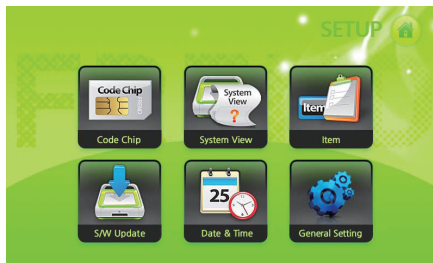 SETUP
Code Chip
System
View
?
Item
Code Chip
System View
Item
25
S/W Update
Date & Time
General Setting